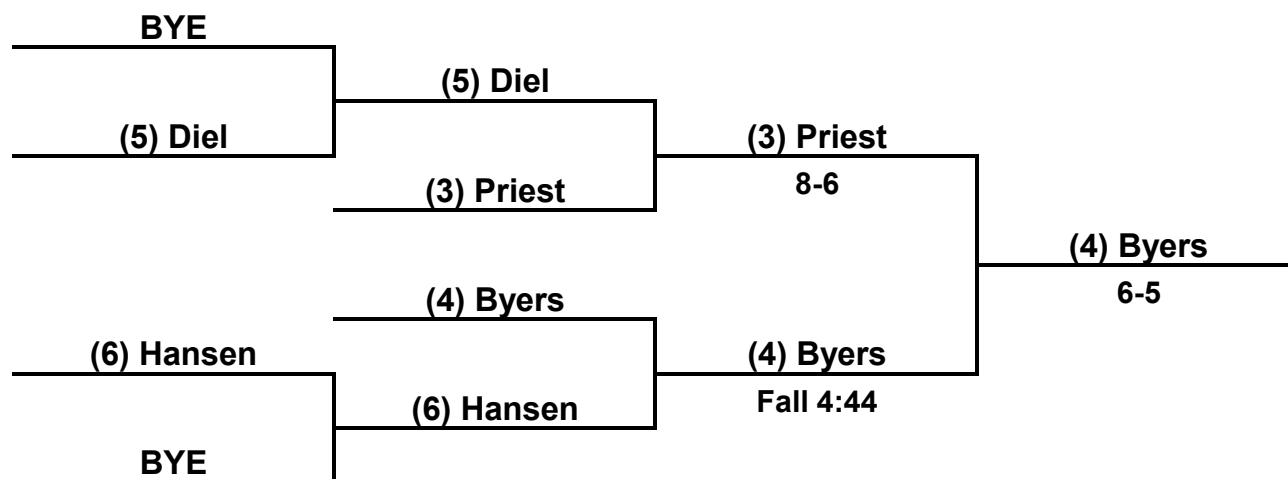 BYE
(5) Diel
(5) Diel
(3) Priest
(3) Priest
8-6
(4) Byers
6-5
(4) Byers
(6) Hansen
(4) Byers
Fall 4:44
(6) Hansen
BYE